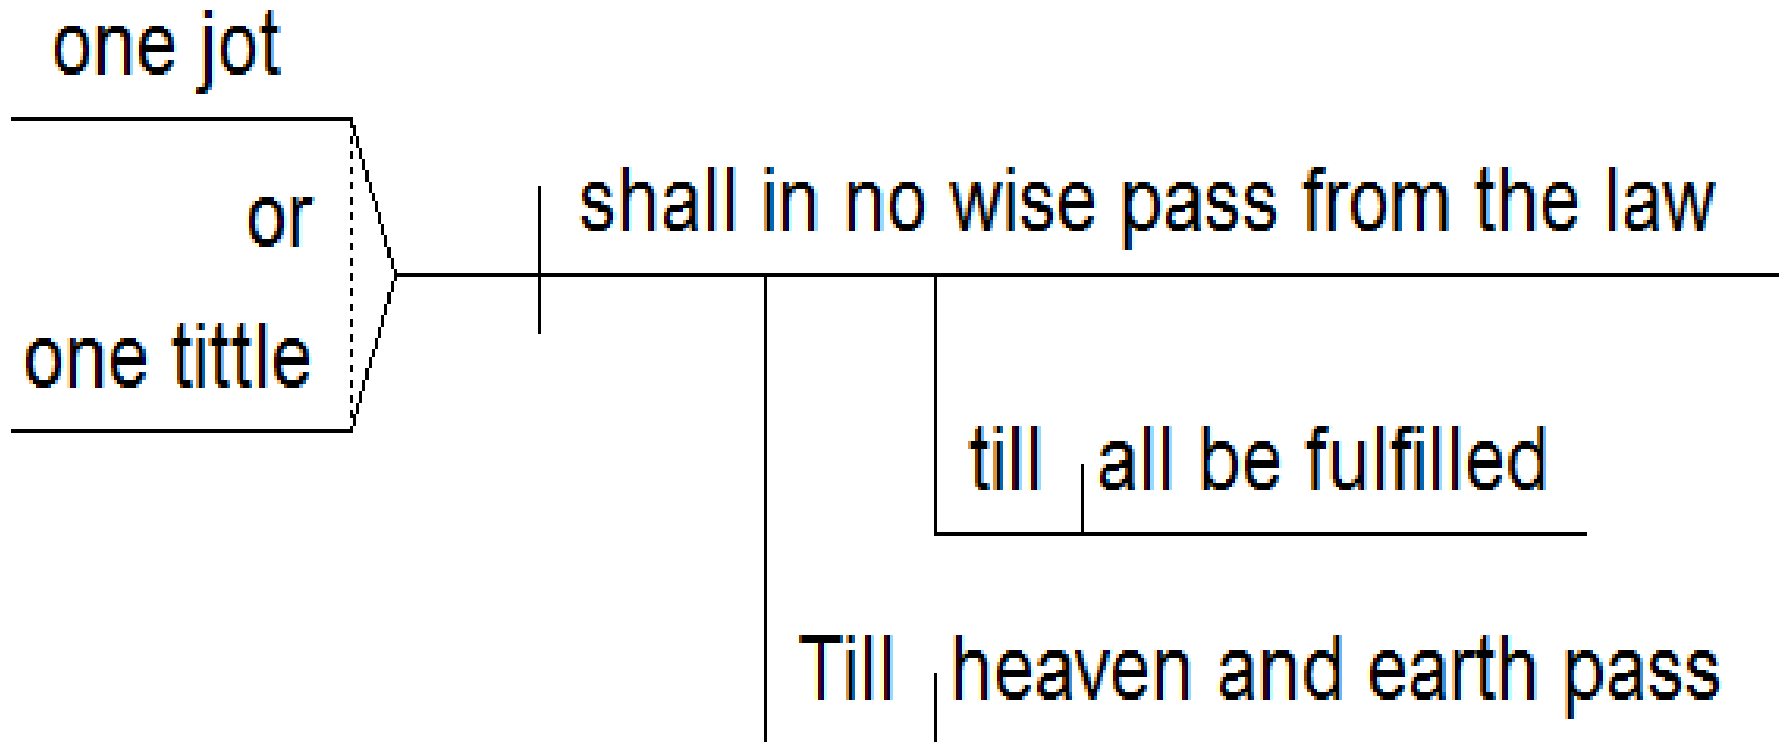 one jot
or
one tittle
shall in no wise pass from the law
till all be fulfilled
Till heaven and earth pass